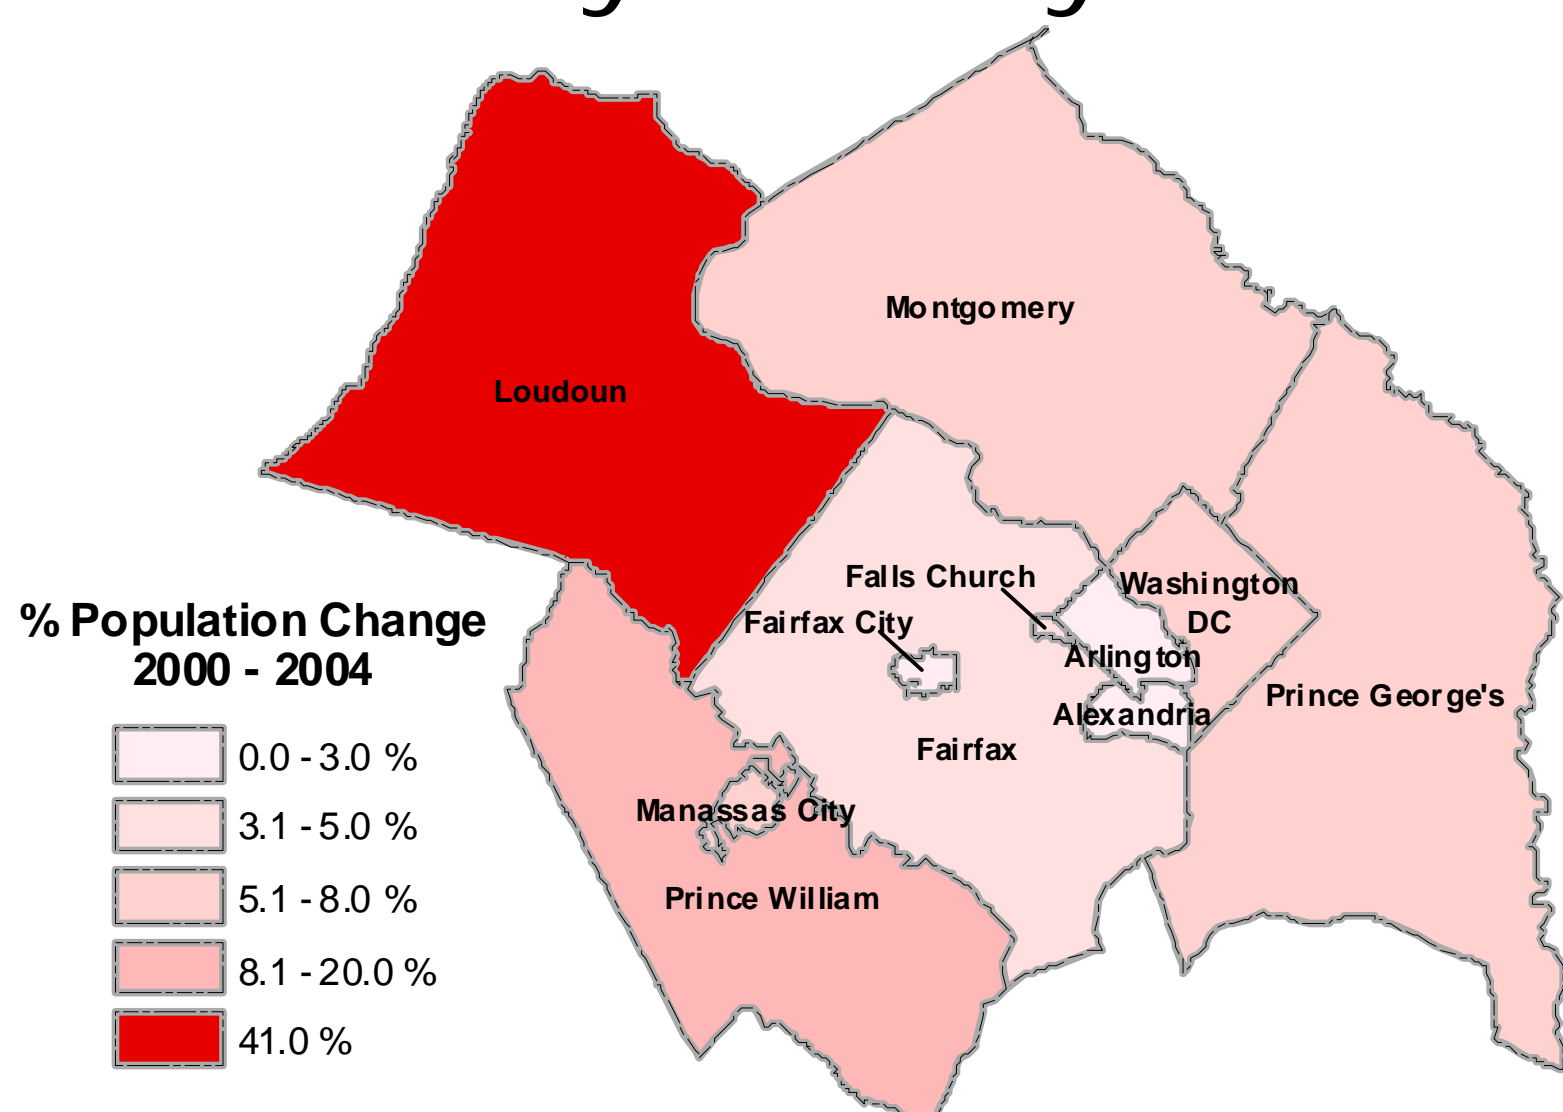 Montgomery
Loudoun
Falls Church
Washington
DC
Fairfax City
Arlington
Prince George's
Alexandria
Fairfax
Manassas City
Prince William
% Population Change
2000 - 2004
0.0 - 3.0 %
3.1 - 5.0 %
5.1 - 8.0 %
8.1 - 20.0 %
41.0 %